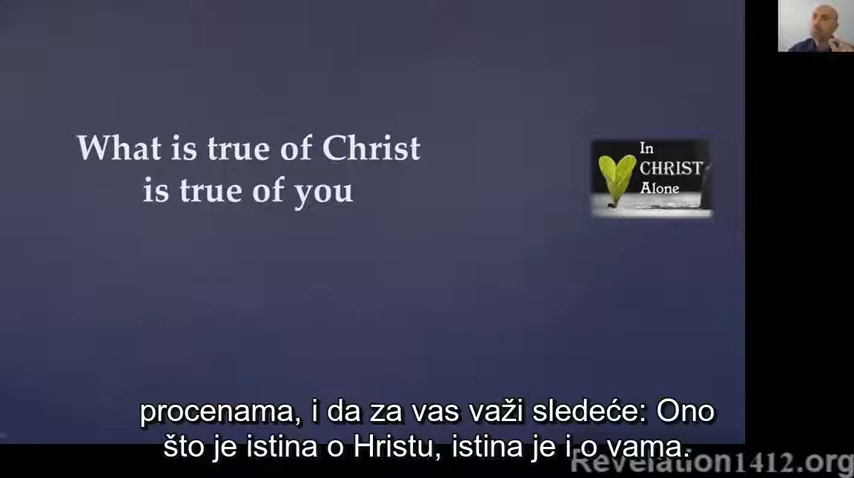 What is true of Christ
is true of you
In
CHRIST
Alone
procenama, i da za vas važi sledeće: Ono
što je istina o Hristu, istina je i o vama.
Revelation1412.org